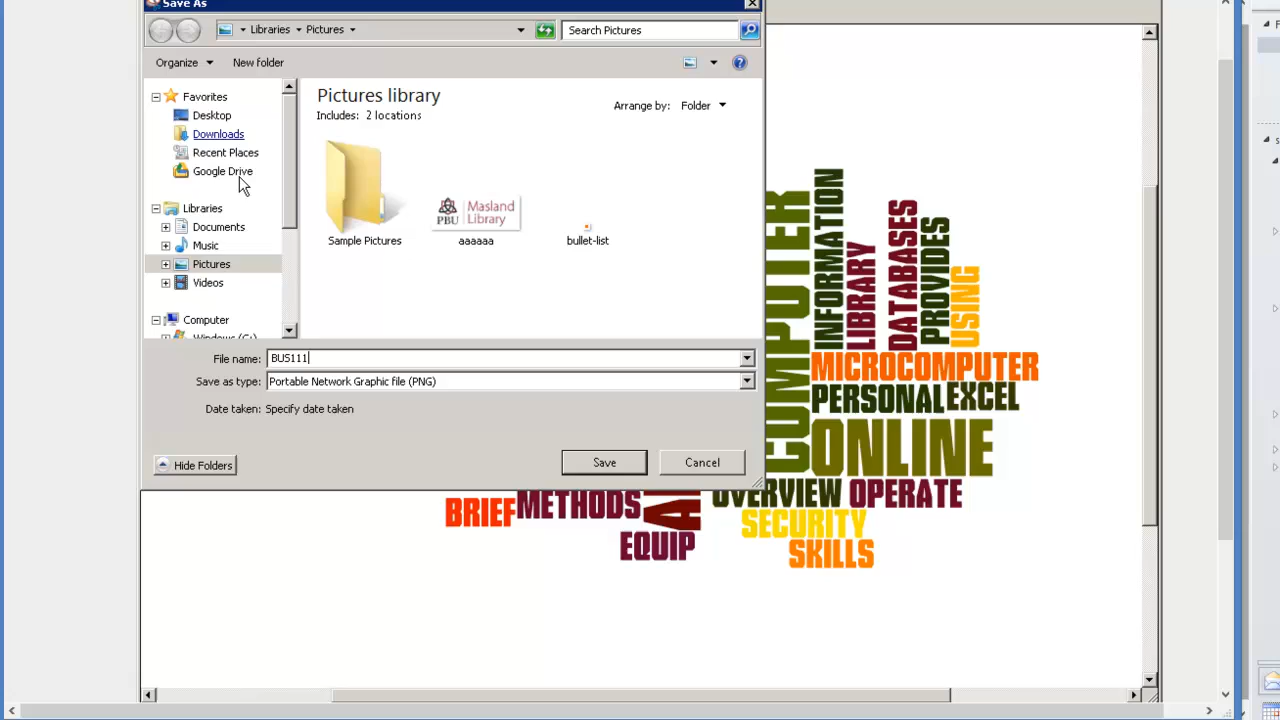 Save As
Libraries
Pictures
Search Pictures
Organize
New folder
Favorites
Desktop
Downloads
Recent Places
Google Drive
Libraries
Documents
Music
Pictures
Videos
Computer
Pictures library
Includes: 2 locations
Arrange by: Folder
Sample Pictures
PBU
Masland
Library
aaaaaa
bullet-list
File name: BUS111
Save as type: Portable Network Graphic file (PNG)
Date taken: Specify date taken
Hide Folders
Save
Cancel
COMPUTER
INFORMATION
LIBRARY
DATABASES
PROVIDES
USING
MICROCOMPUTER
PERSONAL
EXCEL
ONLINE
OVERVIEW
OPERATE
BRIEF
METHODS
SECURITY
EQUIP
SKILLS